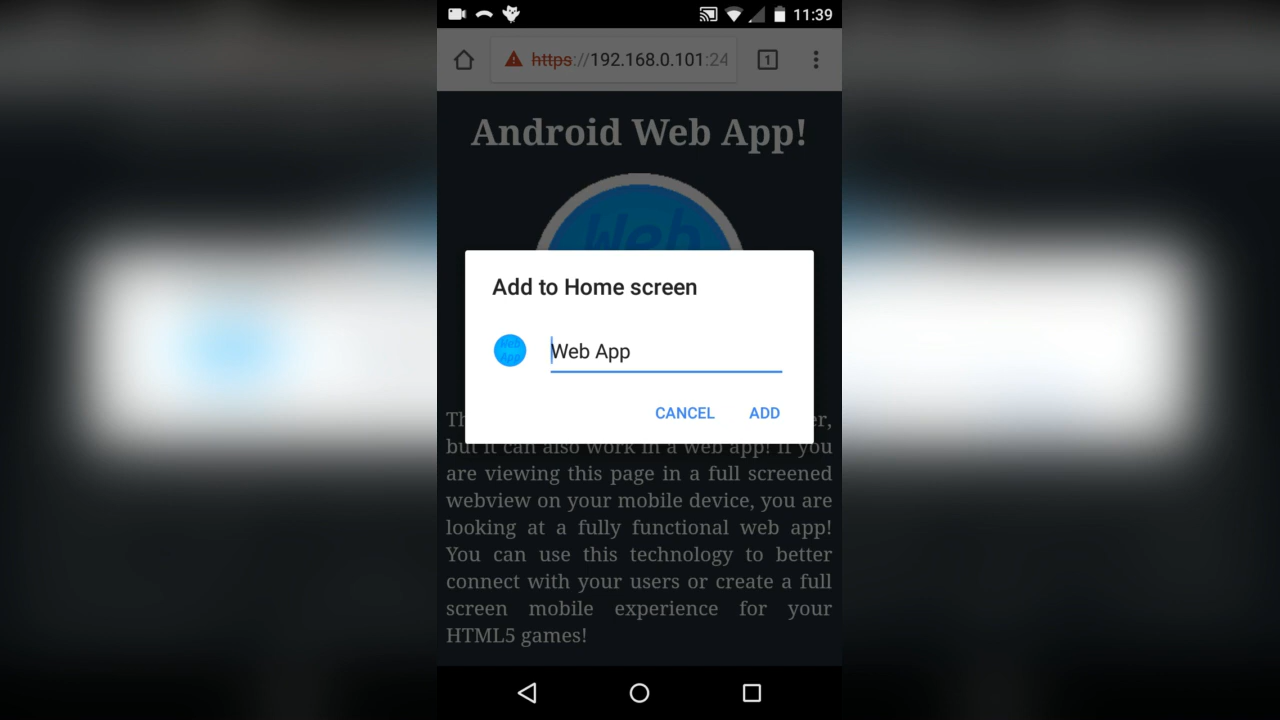 11:39
https://192.168.0.101:24
1
Android Web App!
Web
Add to Home screen
Web App
Web App
CANCEL ADD
but it can also work in a web app! If you
are viewing this page in a full screened
webview on your mobile device, you are
looking at a fully functional web app!
You can use this technology to better
connect with your users or create a full
screen mobile experience for your
HTML5 games!